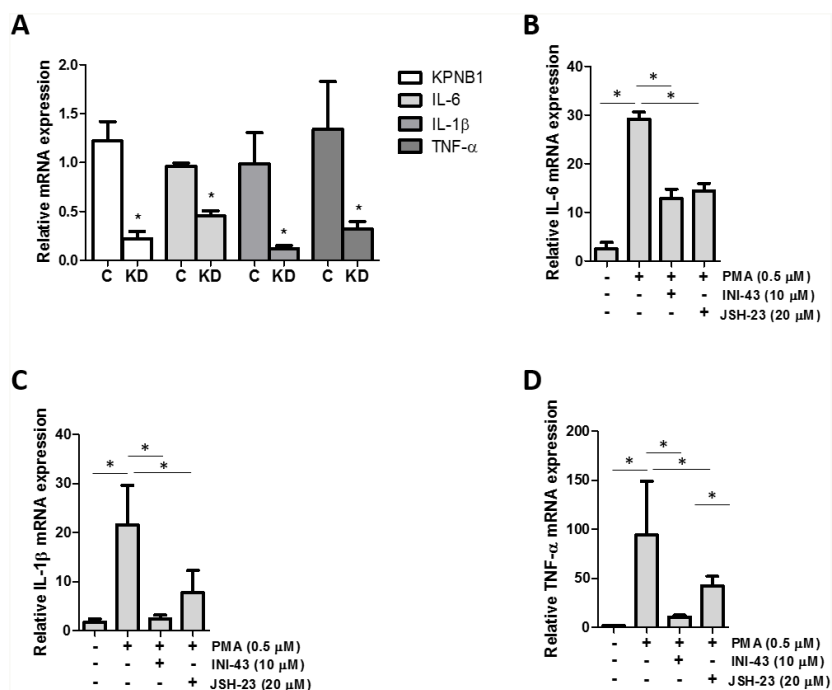 A
Relative mRNA expression
2.0
1.5
1.0
0.5
0.0
* * * *
C KD C KD C KD C KD
KPNB1
IL-6
IL-1β
TNF-α
B
Relative IL-6 mRNA expression
40
30
20
10
0
* * *
- + + + PMA (0.5 μM)
- - + - INI-43 (10 μM)
- - - + JSH-23 (20 μM)
C
Relative IL-1β mRNA expression
40
30
20
10
0
* * *
- + + + PMA (0.5 μM)
- - + - INI-43 (10 μM)
- - - + JSH-23 (20 μM)
D
Relative TNF-α mRNA expression
200
150
100
50
0
* * * *
- + + + PMA (0.5 μM)
- - + - INI-43 (10 μM)
- - - + JSH-23 (20 μM)